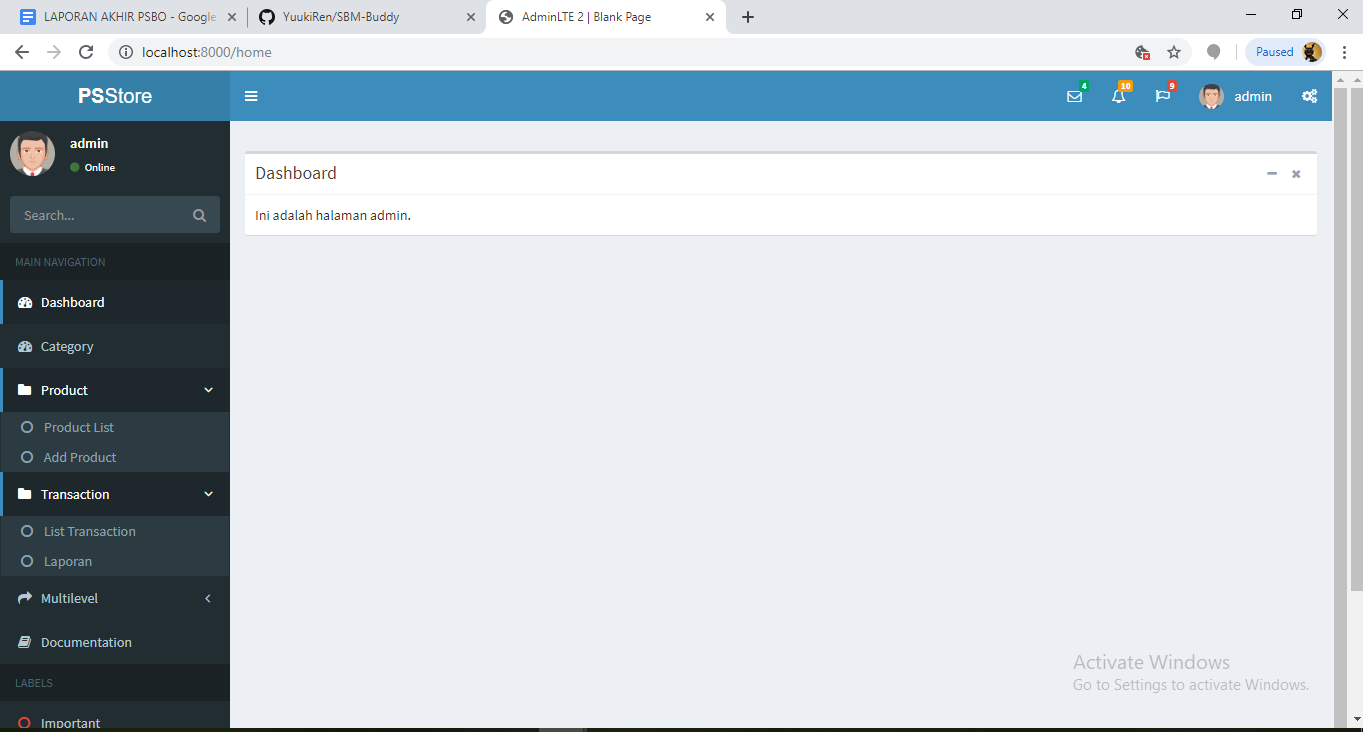 LAPORAN AKHIR PSBO - Google
YuukiRen/SBM-Buddy
AdminLTE 2 | Blank Page
localhost:8000/home
Paused
PSStore
4
10
9
admin
admin
Online
Search...
MAIN NAVIGATION
Dashboard
Category
Product
Product List
Add Product
Transaction
List Transaction
Laporan
Multilevel
Documentation
LABELS
Important
Dashboard
Ini adalah halaman admin.
Activate Windows
Go to Settings to activate Windows.